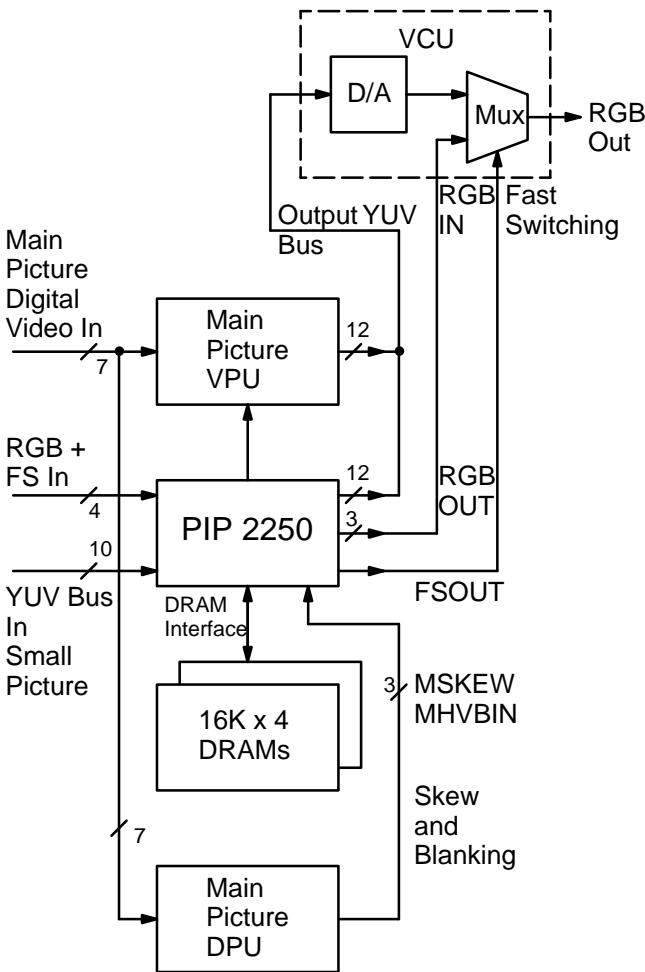 VCU
D/A
Mux
RGB
Out
RGB
IN
Fast
Switching
Output YUV
Bus
Main
Picture
Digital
Video In
7
Main
Picture
VPU
12
RGB +
FS In
4
PIP 2250
12
3
RGB
OUT
10
YUV Bus
In
Small
Picture
FSOUT
DRAM
Interface
16K x 4
DRAMs
3
MSKEW
MHVBIN
Skew
and
Blanking
7
Main
Picture
DPU